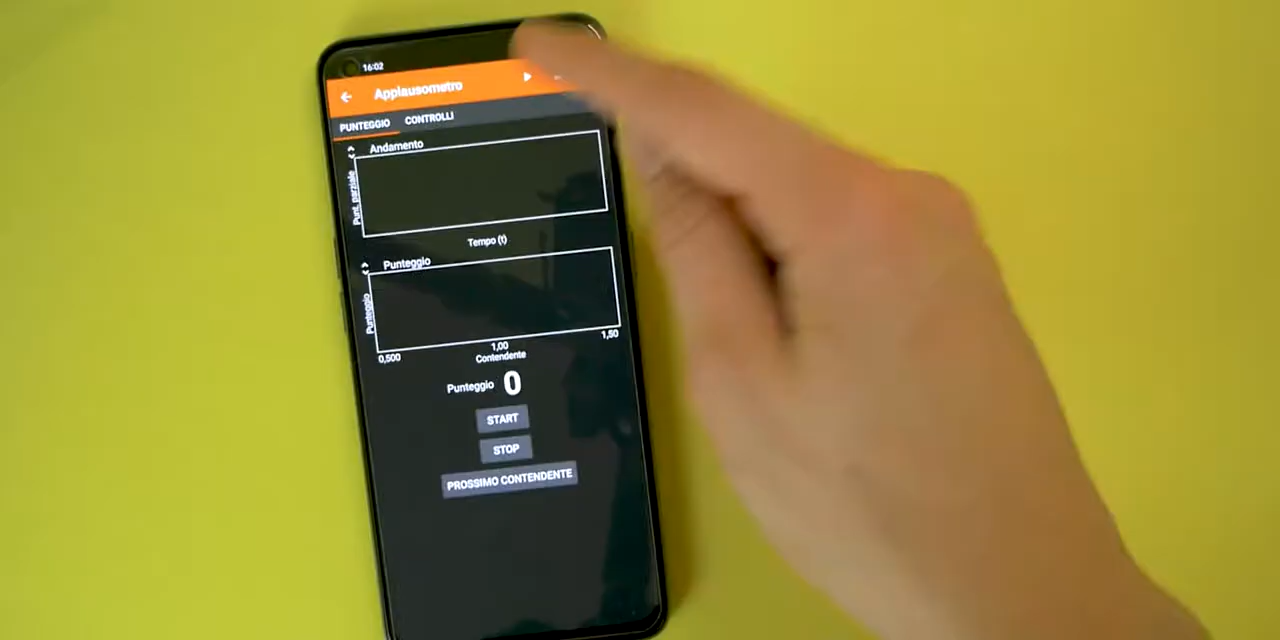 16:02
Applausometro
PUNTEGGIO CONTROLLI
Andamento
Punt. parziale
Tempo (t)
Punteggio
Punteggio
0,500 1,00 1,50
Contendente
Punteggio 0
START
STOP
PROSSIMO CONTENDENTE